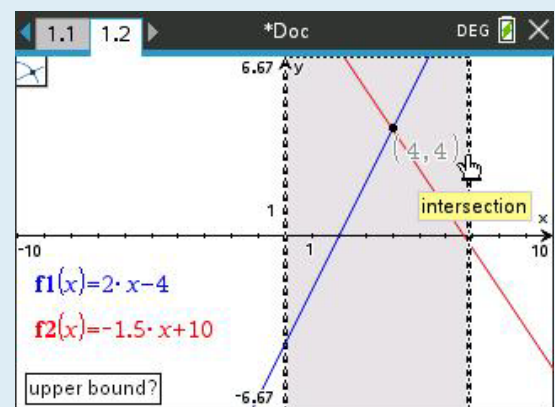 1.1 1.2 *Doc DEG
6.67 y
(4,4)
intersection
1
x
-10 1 10
f1(x)=2· x−4
f2(x)=−1.5· x+10
upper bound?
-6.67